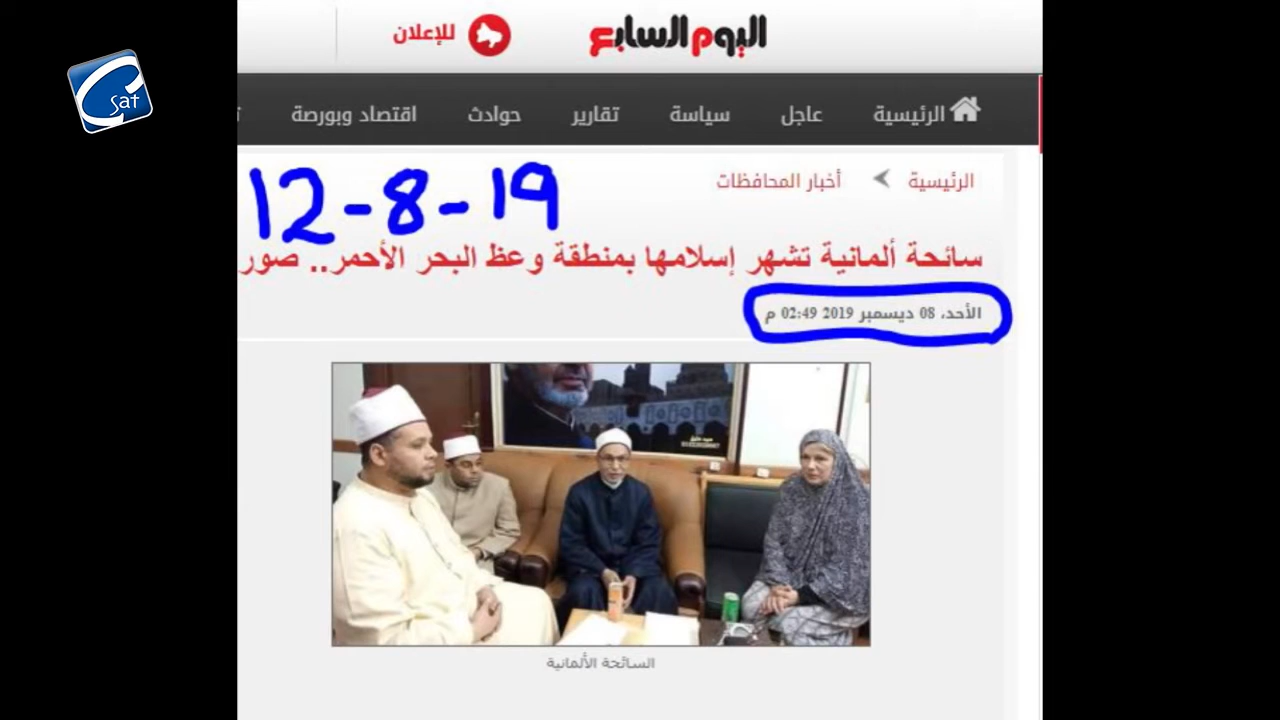 اليوم السابع
للإعلان
C Sat
الرئيسية عاجل سياسة تقارير حوادث اقتصاد وبورصة
الرئيسية أخبار المحافظات
12-8-19
سائحة ألمانية تشهر إسلامها بمنطقة وعظ البحر الأحمر.. صور
الأحد، 08 ديسمبر 2019 02:49 م
السائحة الألمانية